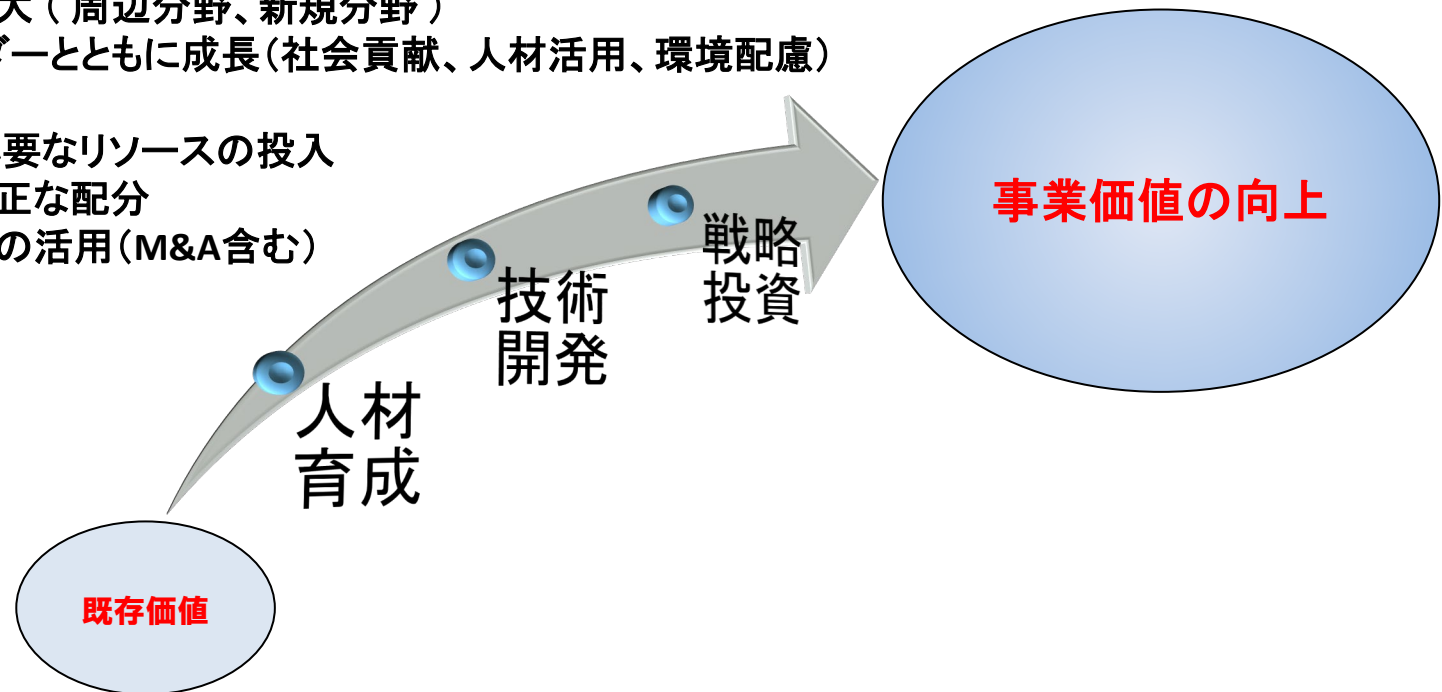 大（周辺分野、新規分野）
ダーとともに成長（社会貢献、人材活用、環境配慮）
要なリソースの投入
正な配分
の活用（M&A含む）
戦略
投資
技術
開発
人材
育成
事業価値の向上
既存価値